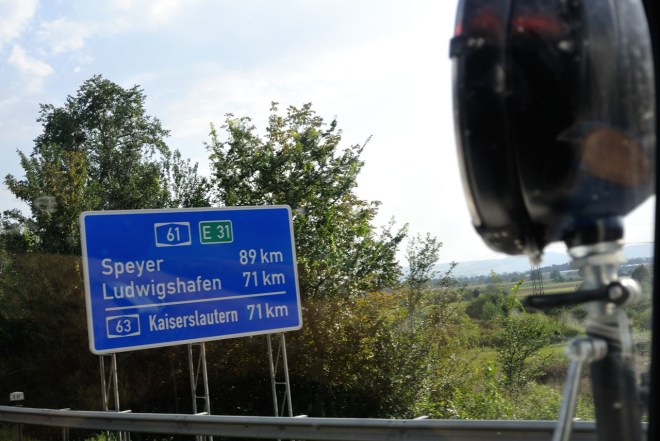 61 E 31
Speyer 89 km
Ludwigshafen 71 km
63 Kaiserslautern 71 km